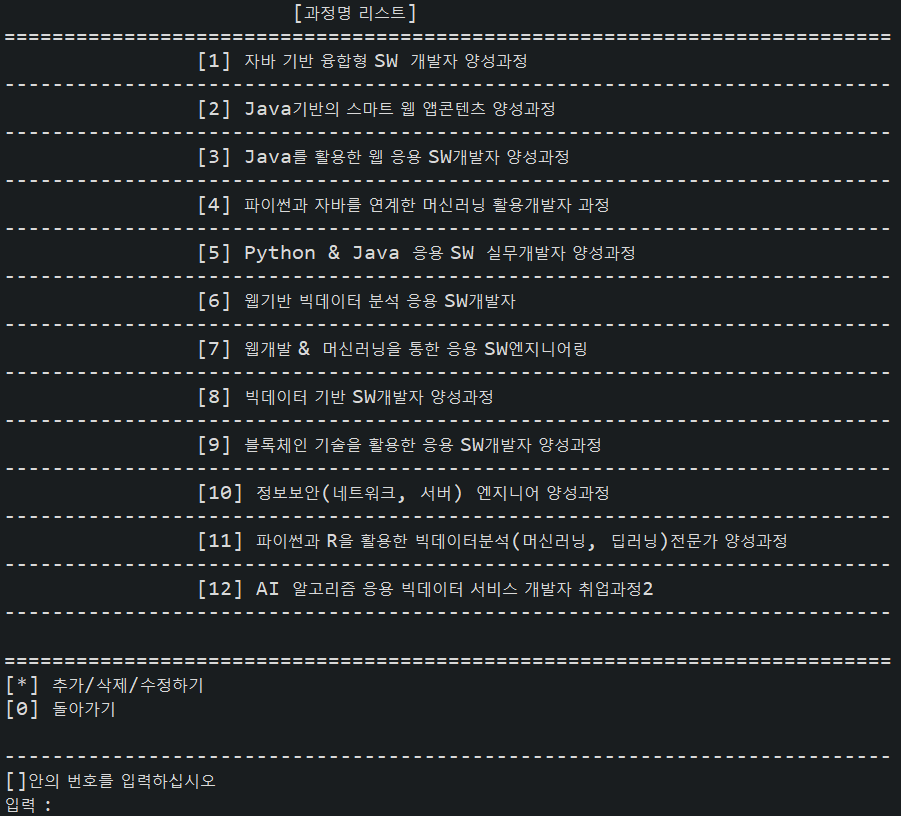 [과정명 리스트]
==========================================================================
[1] 자바 기반 융합형 SW 개발자 양성과정
--------------------------------------------------------------------------
[2] Java기반의 스마트 웹 앱콘텐츠 양성과정
--------------------------------------------------------------------------
[3] Java를 활용한 웹 응용 SW개발자 양성과정
--------------------------------------------------------------------------
[4] 파이썬과 자바를 연계한 머신러닝 활용개발자 과정
--------------------------------------------------------------------------
[5] Python & Java 응용 SW 실무개발자 양성과정
--------------------------------------------------------------------------
[6] 웹기반 빅데이터 분석 응용 SW개발자
--------------------------------------------------------------------------
[7] 웹개발 & 머신러닝을 통한 응용 SW엔지니어링
--------------------------------------------------------------------------
[8] 빅데이터 기반 SW개발자 양성과정
--------------------------------------------------------------------------
[9] 블록체인 기술을 활용한 응용 SW개발자 양성과정
--------------------------------------------------------------------------
[10] 정보보안(네트워크, 서버) 엔지니어 양성과정
--------------------------------------------------------------------------
[11] 파이썬과 R을 활용한 빅데이터분석(머신러닝, 딥러닝)전문가 양성과정
--------------------------------------------------------------------------
[12] AI 알고리즘 응용 빅데이터 서비스 개발자 취업과정2
--------------------------------------------------------------------------
==========================================================================
[*] 추가/삭제/수정하기
[0] 돌아가기
--------------------------------------------------------------------------
[]안의 번호를 입력하십시오
입력 :